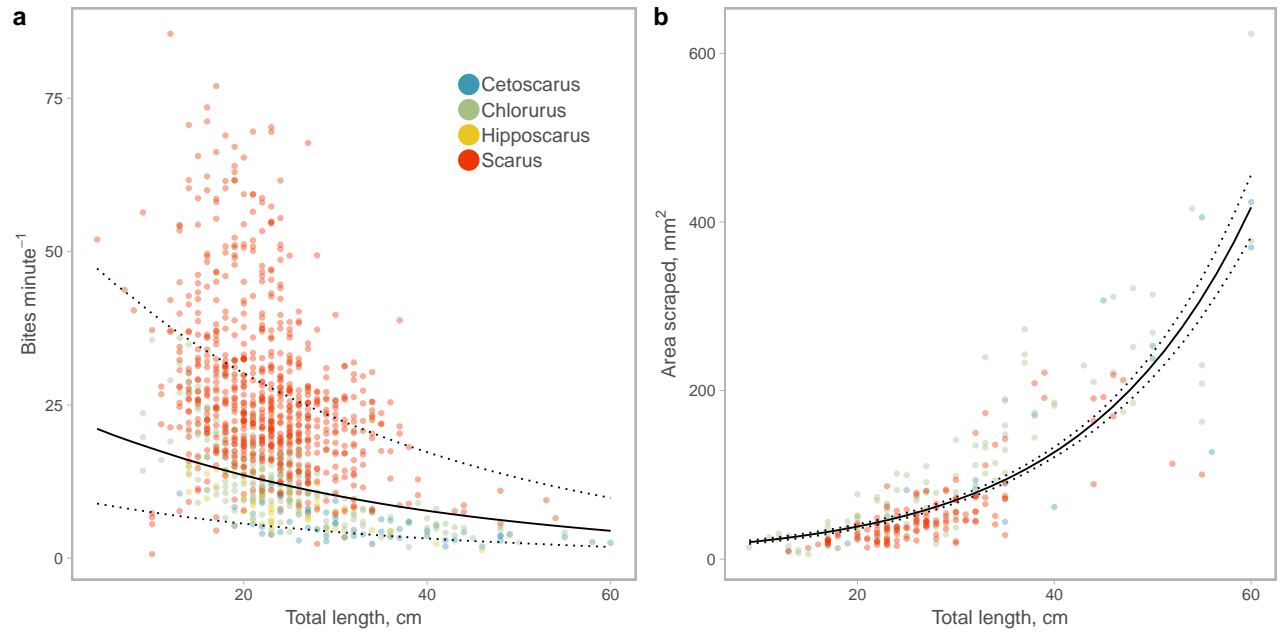 a
Bites minute⁻¹
75
50
25
0
20
40
60
Total length, cm
Cetoscarus
Chlorurus
Hipposcarus
Scarus
b
Area scraped, mm²
600
400
200
0
20
40
60
Total length, cm